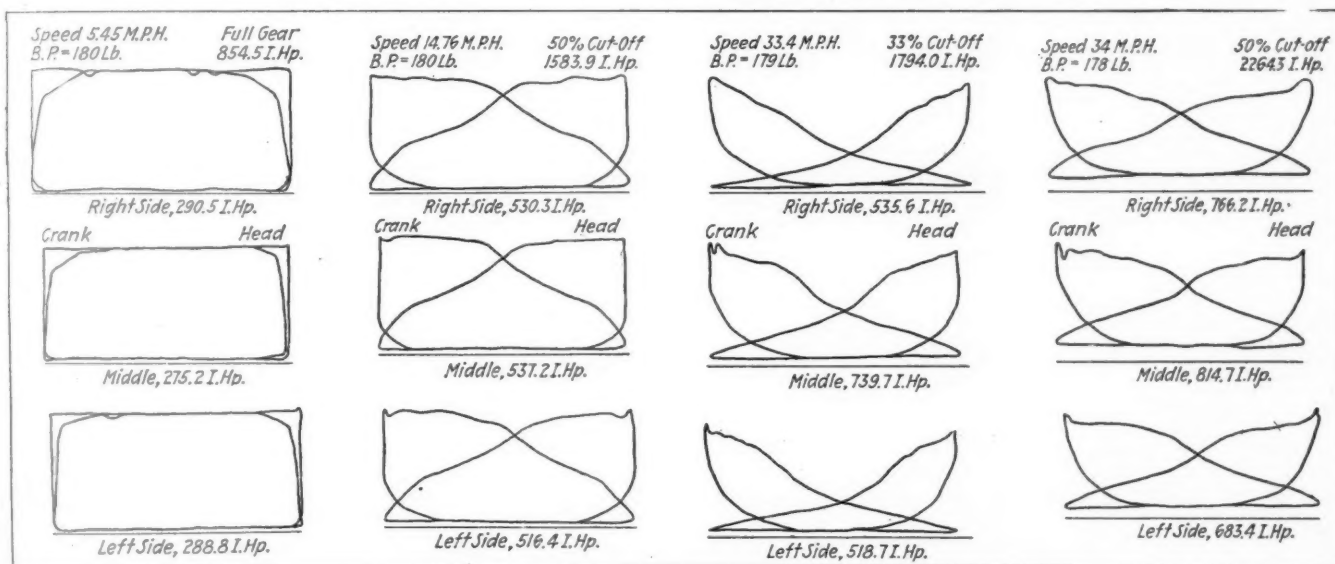 Speed 5.45 M.P.H. Full Gear
B.P. = 180 Lb. 854.5 I.Hp.
Right Side, 290.5 I.Hp.
Crank Head
Middle, 275.2 I.Hp.
Left Side, 288.8 I.Hp.
Speed 14.76 M.P.H. 50% Cut-Off
B.P. = 180 Lb. 1583.9 I.Hp.
Right Side, 530.3 I.Hp.
Crank Head
Middle, 537.2 I.Hp.
Left Side, 516.4 I.Hp.
Speed 33.4 M.P.H. 33% Cut-Off
B.P. = 179 Lb. 1794.0 I.Hp.
Right Side, 535.6 I.Hp.
Crank Head
Middle, 739.7 I.Hp.
Left Side, 518.7 I.Hp.
Speed 34 M.P.H. 50% Cut-Off
B.P. = 178 Lb. 2264.3 I.Hp.
Right Side, 766.2 I.Hp.
Crank Head
Middle, 814.7 I.Hp.
Left Side, 683.4 I.Hp.